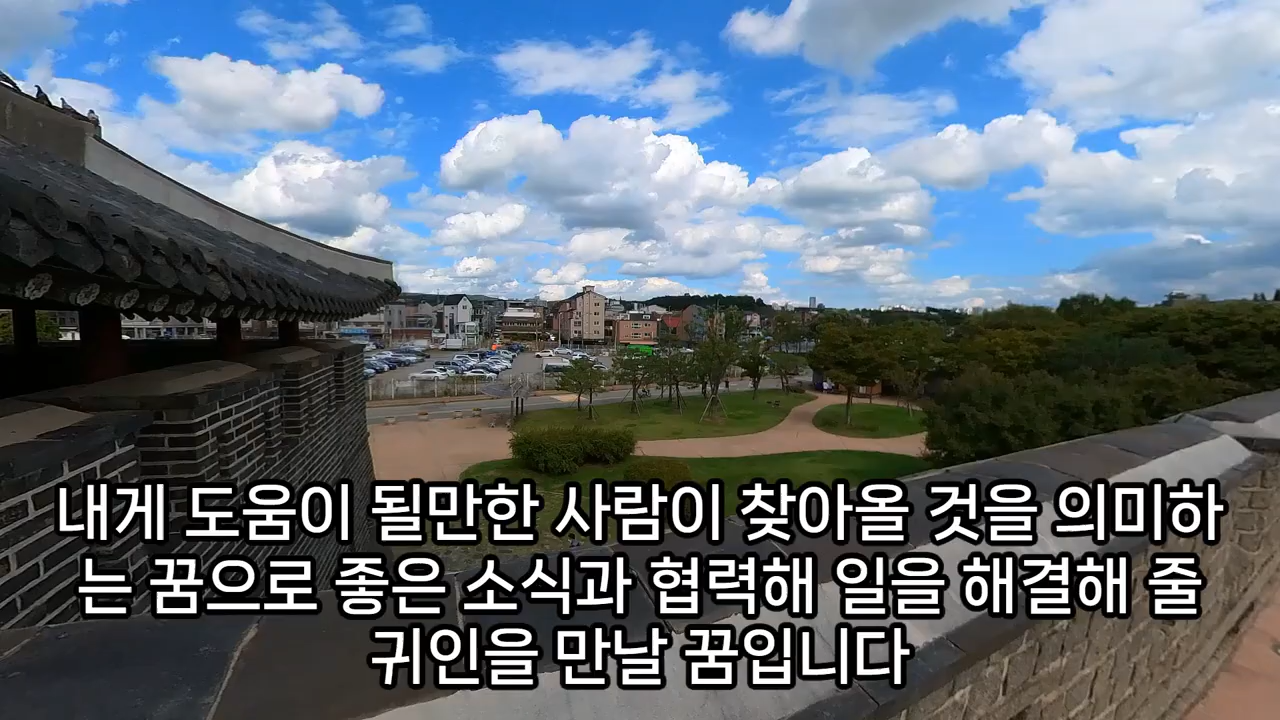 내게 도움이 될만한 사람이 찾아올 것을 의미하
는 꿈으로 좋은 소식과 협력해 일을 해결해 줄
귀인을 만날 꿈입니다